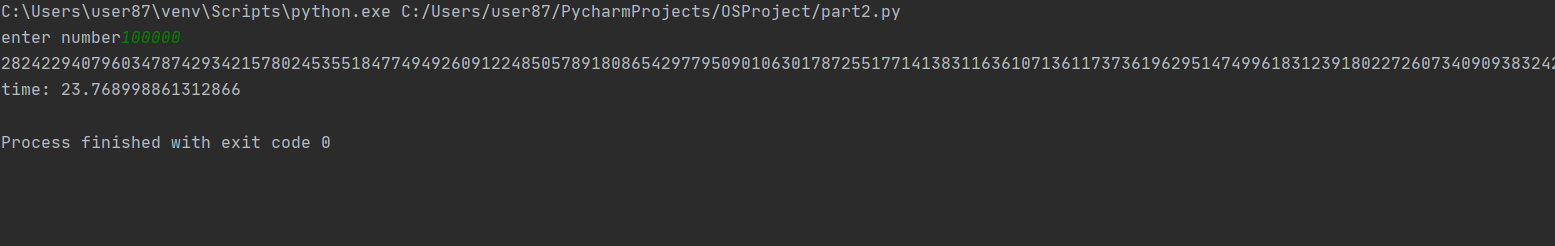 C:\Users\user87\venv\Scripts\python.exe C:/Users/user87/PycharmProjects/OSProject/part2.py
enter number100000
282422940796034787429342157802453551847749492609122485057891808654297795090106301787255177141383116361071361173736196295147499618312391802272607340909383242
time: 23.768998861312866
Process finished with exit code 0